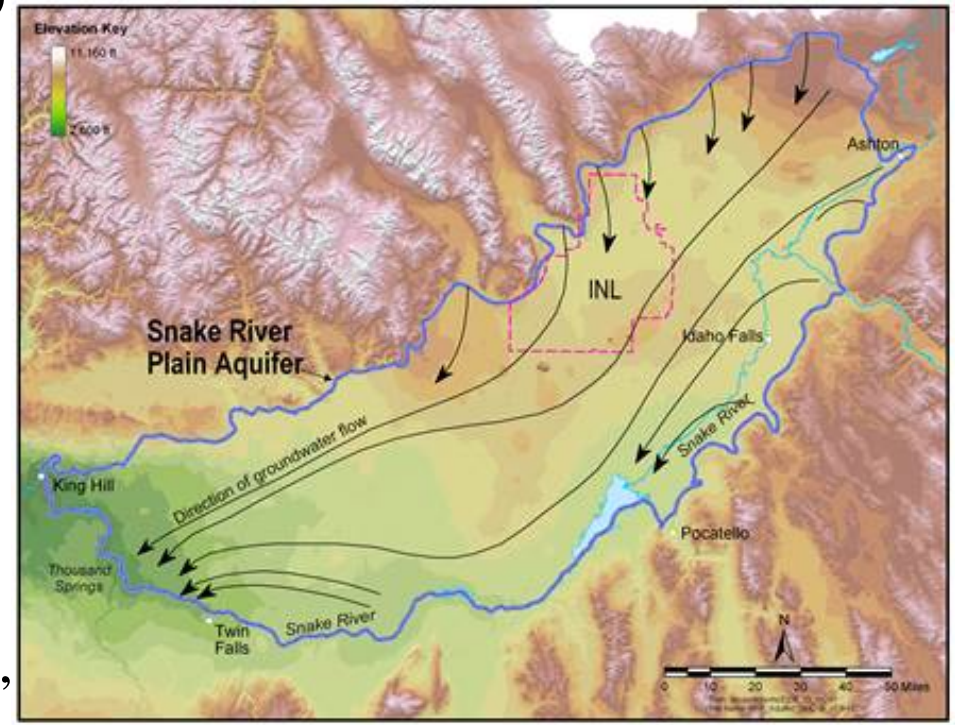 Elevation Key
11,160 ft
2,600 ft
Ashton
INL
Snake River
Plain Aquifer
Idaho Falls
Snake River
Direction of groundwater flow
King Hill
Pocatello
Thousand
Springs
Snake River
Twin
Falls
N
0 10 20 30 40 50 Miles
,